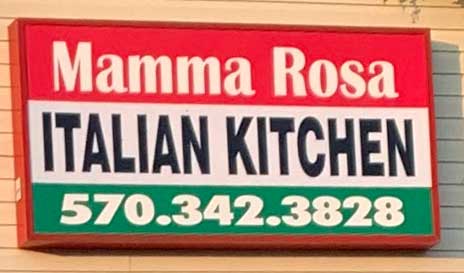 Mamma Rosa
ITALIAN KITCHEN
570.342.3828